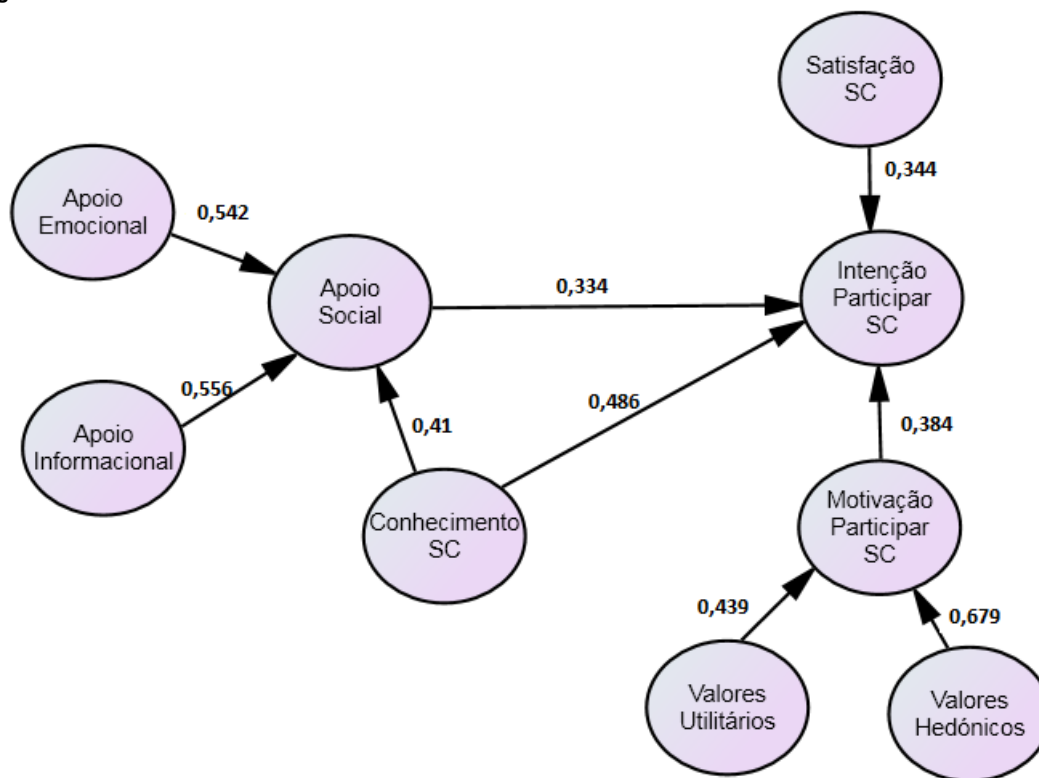 Satisfação
SC
0,344
Apoio
Emocional
0,542
Apoio
Social
0,334
Intenção
Participar
SC
0,556
Apoio
Informacional
0,41
0,486
0,384
Conhecimento
SC
Motivação
Participar
SC
0,439
0,679
Valores
Utilitários
Valores
Hedónicos